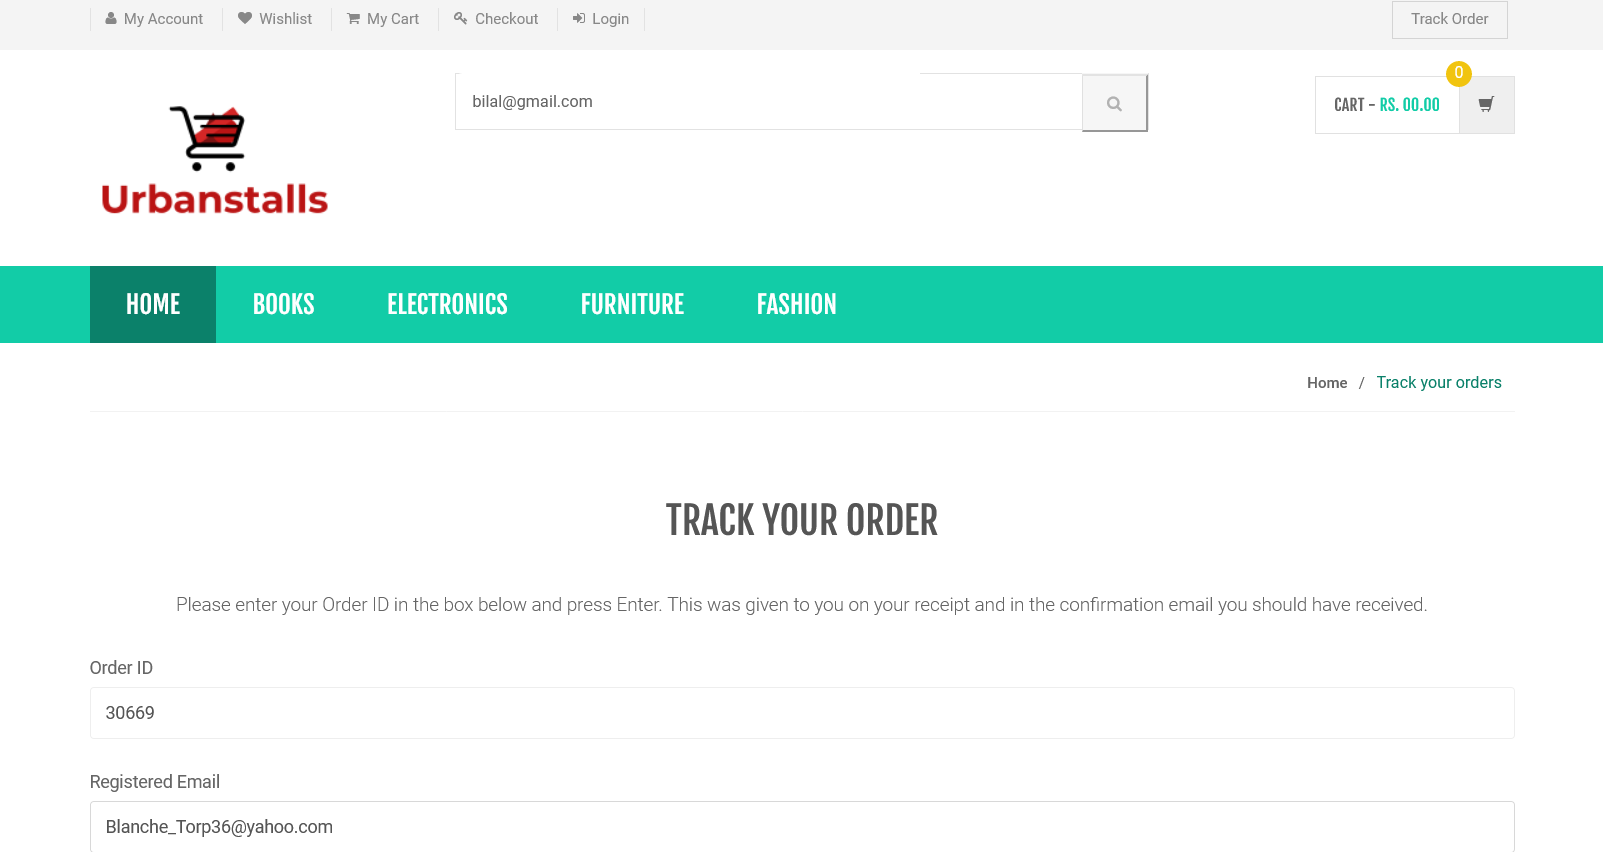 My Account Wishlist My Cart Checkout Login Track Order
bilal@gmail.com
0
CART - RS. 00.00
Urbanstalls
HOME BOOKS ELECTRONICS FURNITURE FASHION
Home / Track your orders
TRACK YOUR ORDER
Please enter your Order ID in the box below and press Enter. This was given to you on your receipt and in the confirmation email you should have received.
Order ID
30669
Registered Email
Blanche_Torp36@yahoo.com